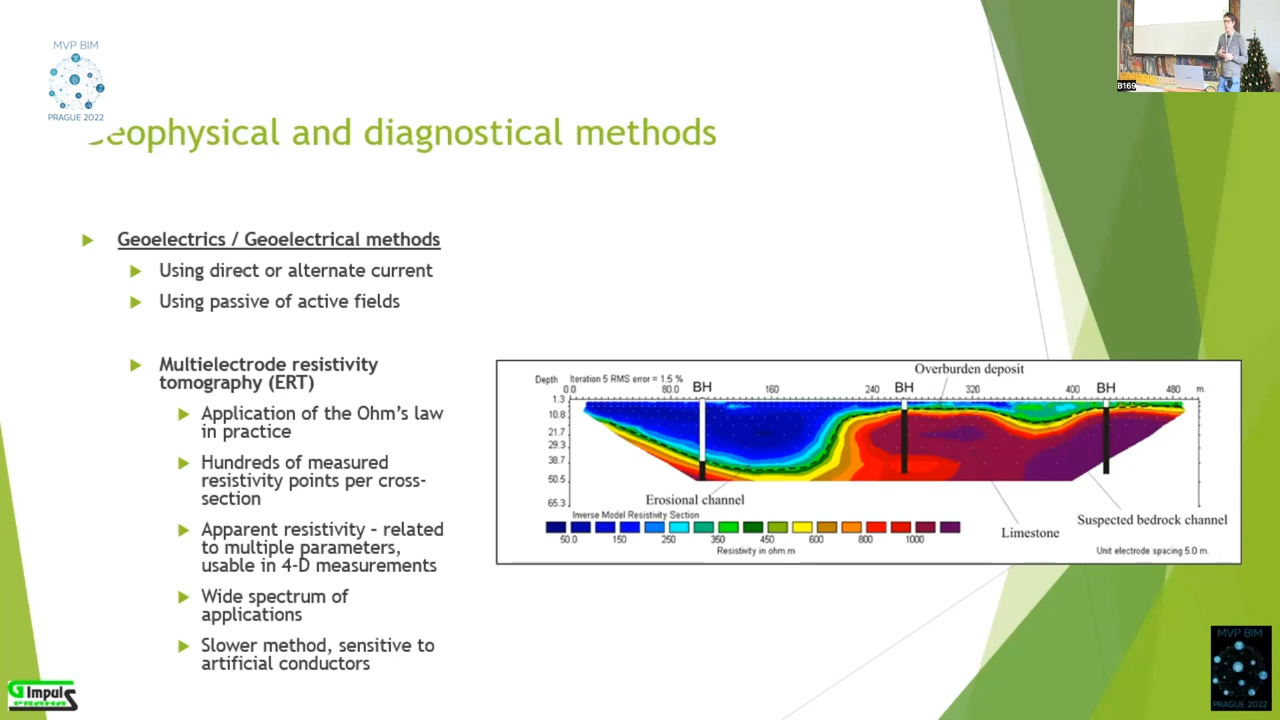 MVP BIM
PRAGUE 2022
Geophysical and diagnostical methods
B169
Geoelectrics / Geoelectrical methods
Using direct or alternate current
Using passive of active fields
Multielectrode resistivity
tomography (ERT)
Application of the Ohm's law
in practice
Hundreds of measured
resistivity points per cross-
section
Apparent resistivity – related
to multiple parameters,
usable in 4-D measurements
Wide spectrum of
applications
Slower method, sensitive to
artificial conductors
Overburden deposit
Depth Iteration 5 RMS error = 1.5 %
0.0 80.0 BH 160 240 BH 320 400 BH 480 m.
1.3
10.8
21.7
29.3
38.7
50.5
65.3
Erosional channel
Limestone
Suspected bedrock channel
Inverse Model Resistivity Section
50.0 150 250 350 450 600 800 1000
Resistivity in ohm.m
Unit electrode spacing 5.0 m.
G Impuls
PRAHA
MVP BIM
PRAGUE 2022